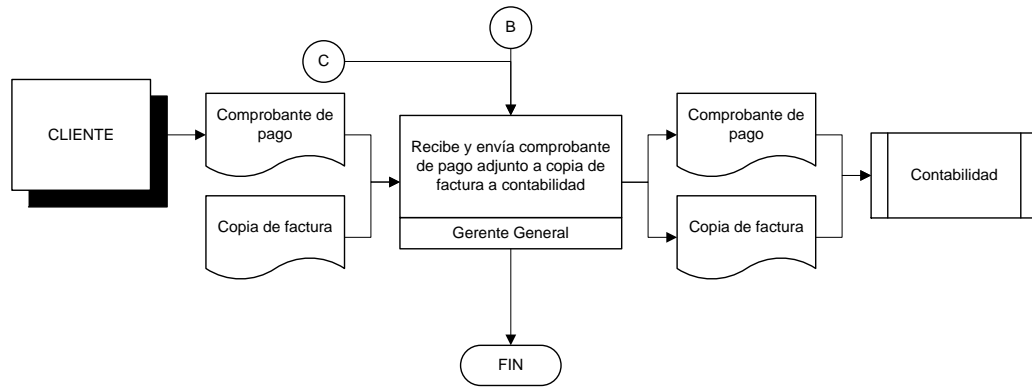 B
C
CLIENTE
Comprobante de
pago
Copia de factura
Recibe y envía comprobante
de pago adjunto a copia de
factura a contabilidad
Gerente General
Comprobante de
pago
Copia de factura
Contabilidad
FIN